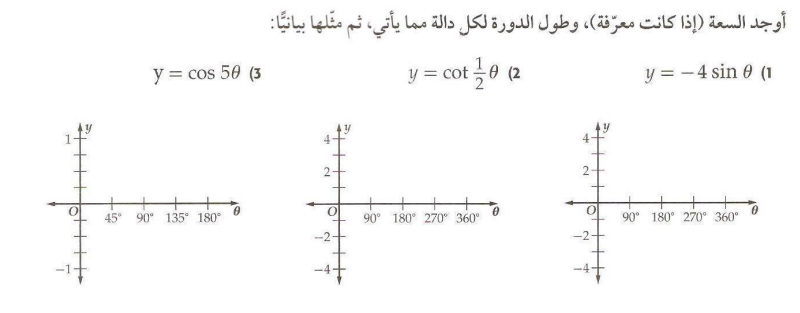 أوجد السعة (إذا كانت معرّفة)، وطول الدورة لكل دالة مما يأتي، ثم مثّلها بيانيًّا:
1) y = −4 sin θ
2) y = cot 1/2 θ
3) y = cos 5θ
y
4
2
O
90° 180° 270° 360° θ
−2
−4
y
4
2
O
90° 180° 270° 360° θ
−2
−4
y
1
O
45° 90° 135° 180° θ
−1